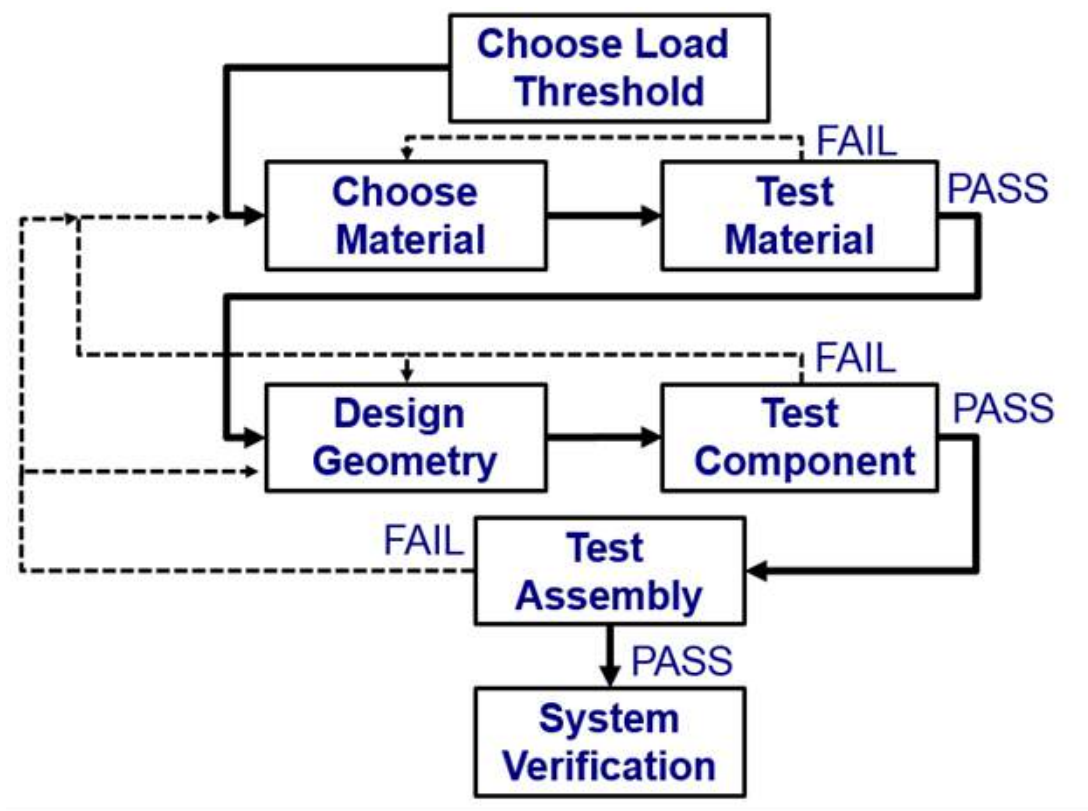 Choose Load
Threshold
FAIL
Choose
Material
Test
Material
PASS
FAIL
Design
Geometry
Test
Component
PASS
FAIL
Test
Assembly
PASS
System
Verification